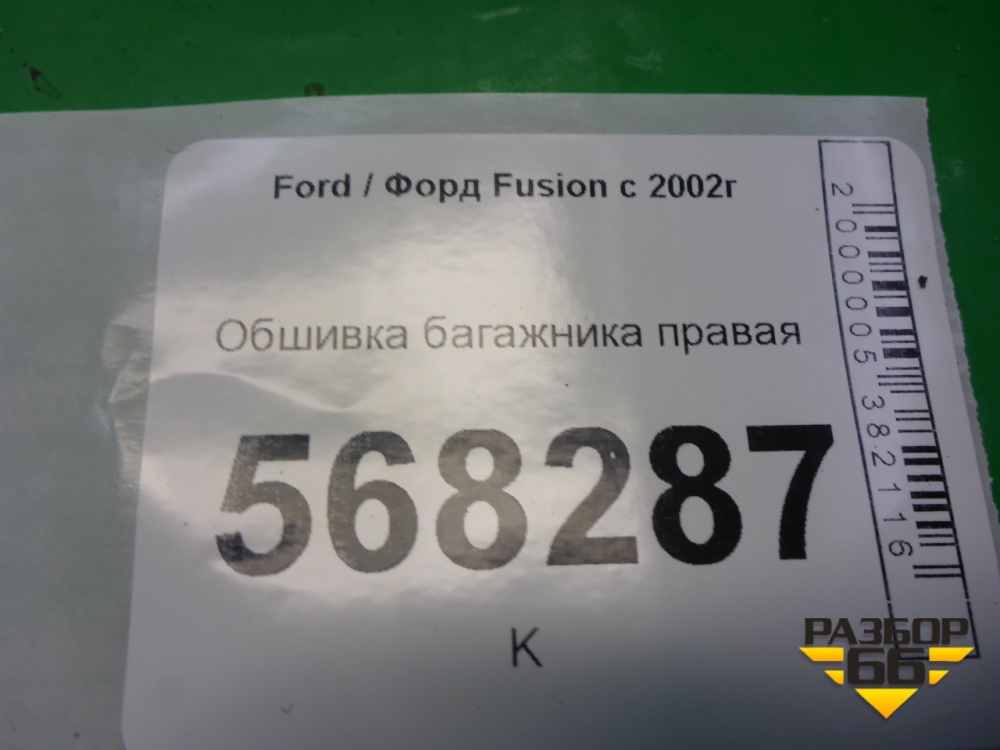 Ford / Форд Fusion с 2002г
Обшивка багажника правая
568287
К
2000005382116
РАЗБОР
66